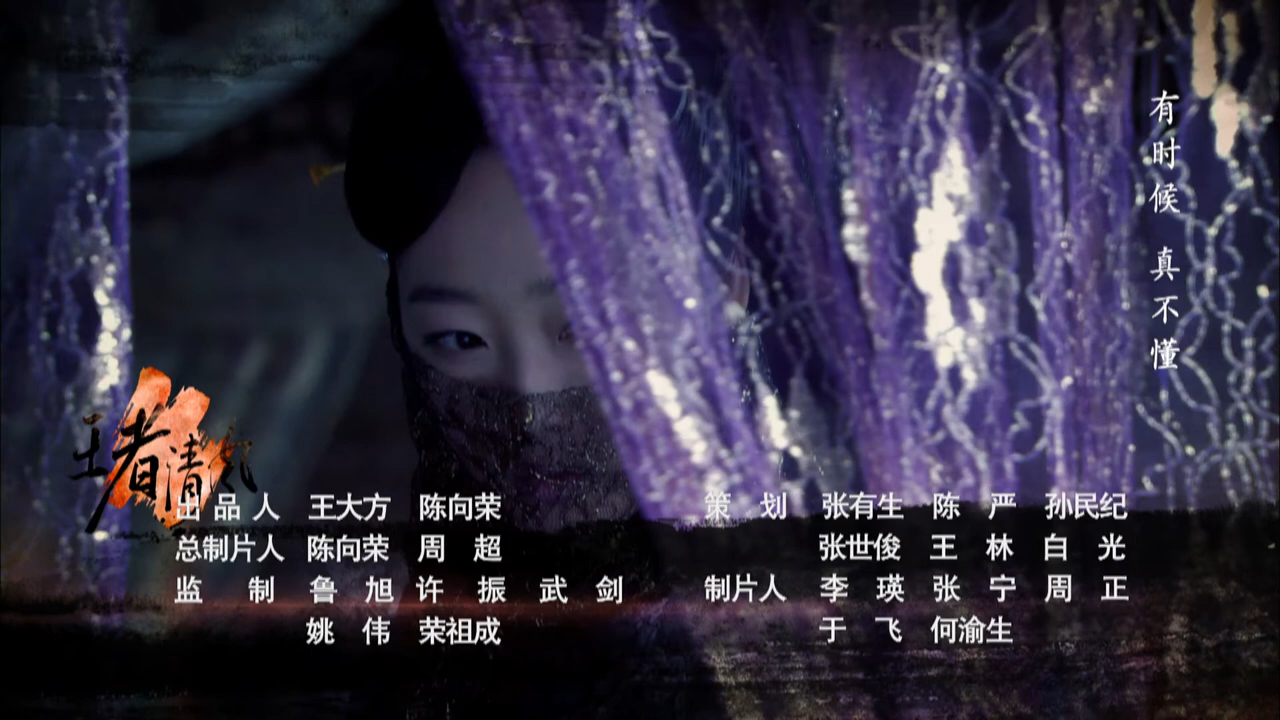 有时候 真不懂
王者清风
出品人 王大方 陈向荣
总制片人 陈向荣 周超
监制 鲁旭 许振 武剑
姚伟 荣祖成
策划 张有生 陈严 孙民纪
张世俊 王林 白光
制片人 李瑛 张宁 周正
于飞 何渝生